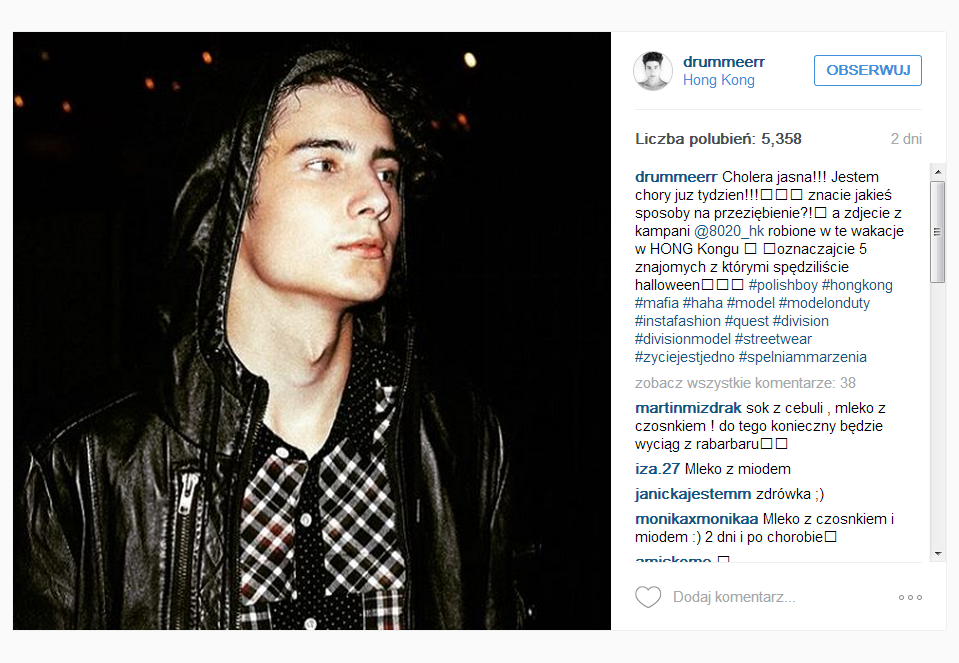 drummeerr
Hong Kong
OBSERWUJ
Liczba polubień: 5,358
2 dni
drummeerr Cholera jasna!!! Jestem
chory juz tydzien!!!□□□ znacie jakieś
sposoby na przeziębienie?!□ a zdjecie z
kampani @8020_hk robione w te wakacje
w HONG Kongu □ □oznaczajcie 5
znajomych z którymi spędziliście
halloween□□□ #polishboy #hongkong
#mafia #haha #model #modelonduty
#instafashion #quest #division
#divisionmodel #streetwear
#zyciejestjedno #spelniammarzenia
zobacz wszystkie komentarze: 38
martinmizdrak sok z cebuli , mleko z
czosnkiem ! do tego konieczny będzie
wyciąg z rabarbaru□□
iza.27 Mleko z miodem
janickajestemm zdrówka ;)
monikaxmonikaa Mleko z czosnkiem i
miodem :) 2 dni i po chorobie□
Dodaj komentarz...